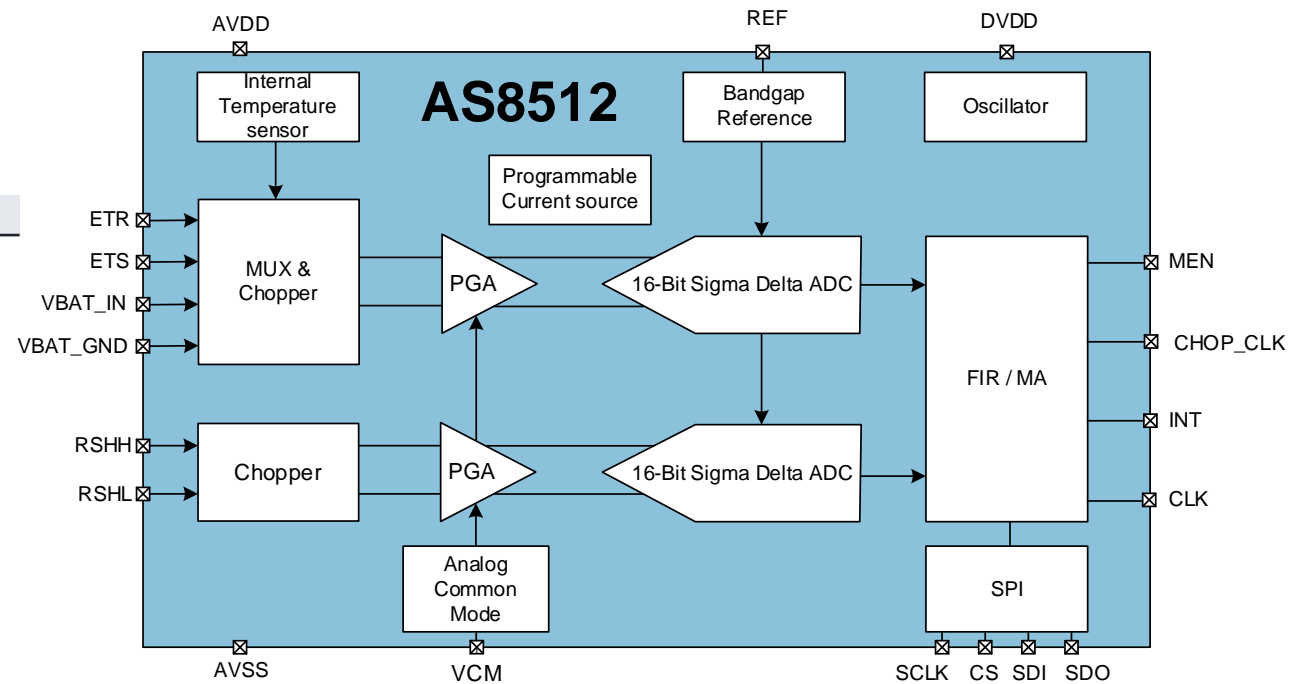 AVDD
REF
DVDD
AS8512
Internal
Temperature
sensor
Bandgap
Reference
Oscillator
Programmable
Current source
ETR
ETS
VBAT_IN
VBAT_GND
MUX &
Chopper
PGA
16-Bit Sigma Delta ADC
FIR / MA
MEN
CHOP_CLK
INT
CLK
RSHH
RSHL
Chopper
PGA
16-Bit Sigma Delta ADC
Analog
Common
Mode
SPI
AVSS
VCM
SCLK
CS
SDI
SDO